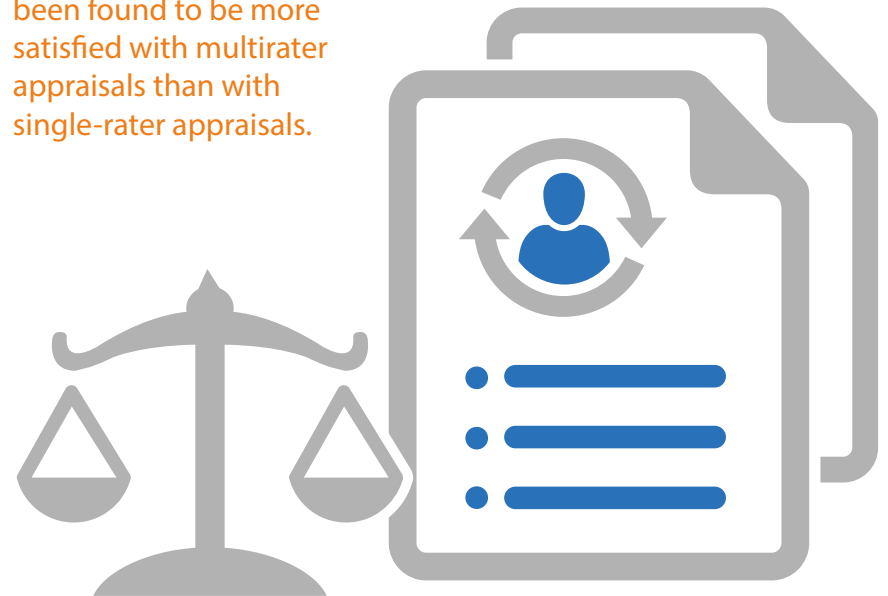 been found to be more
satisfied with multirater
appraisals than with
single-rater appraisals.